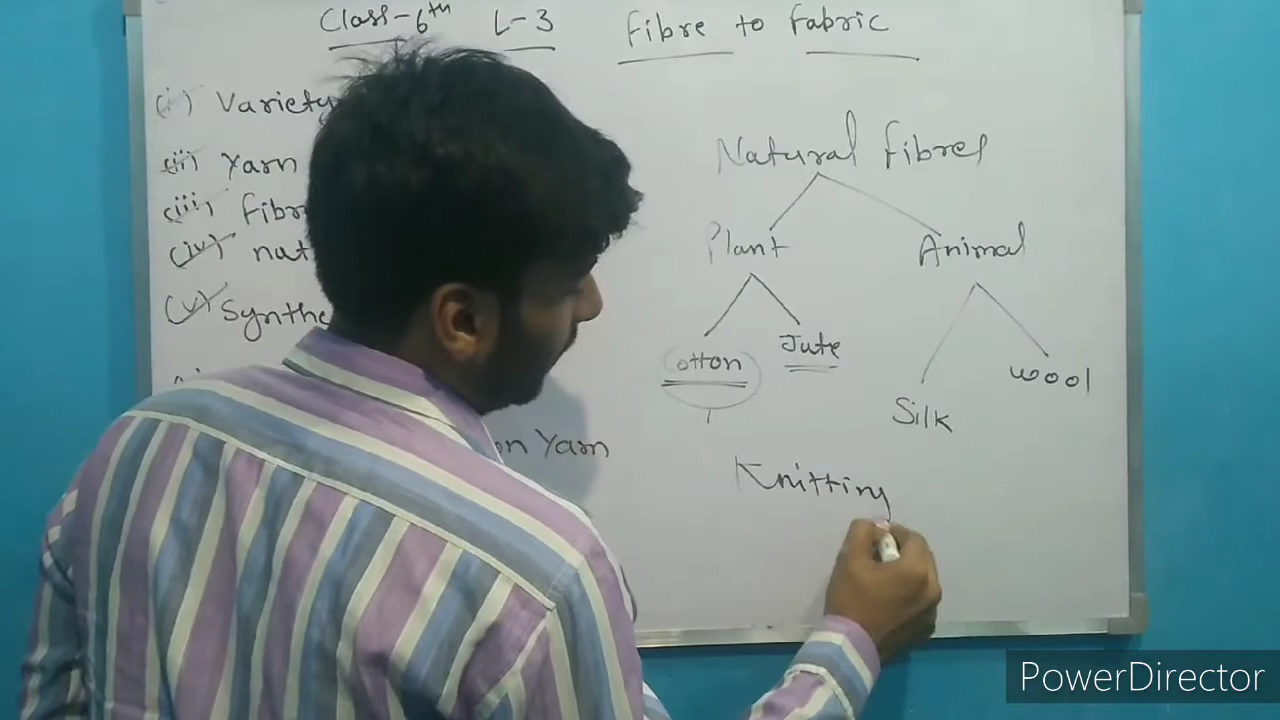 Class-6th L-3 Fibre to Fabric
(i) Variety
(ii) Yarn
(iii) Fibr
(iv) nat
(v) Synthe
on Yarn
Natural fibres
Plant Animal
Cotton Jute
Silk wool
Knitting
PowerDirector